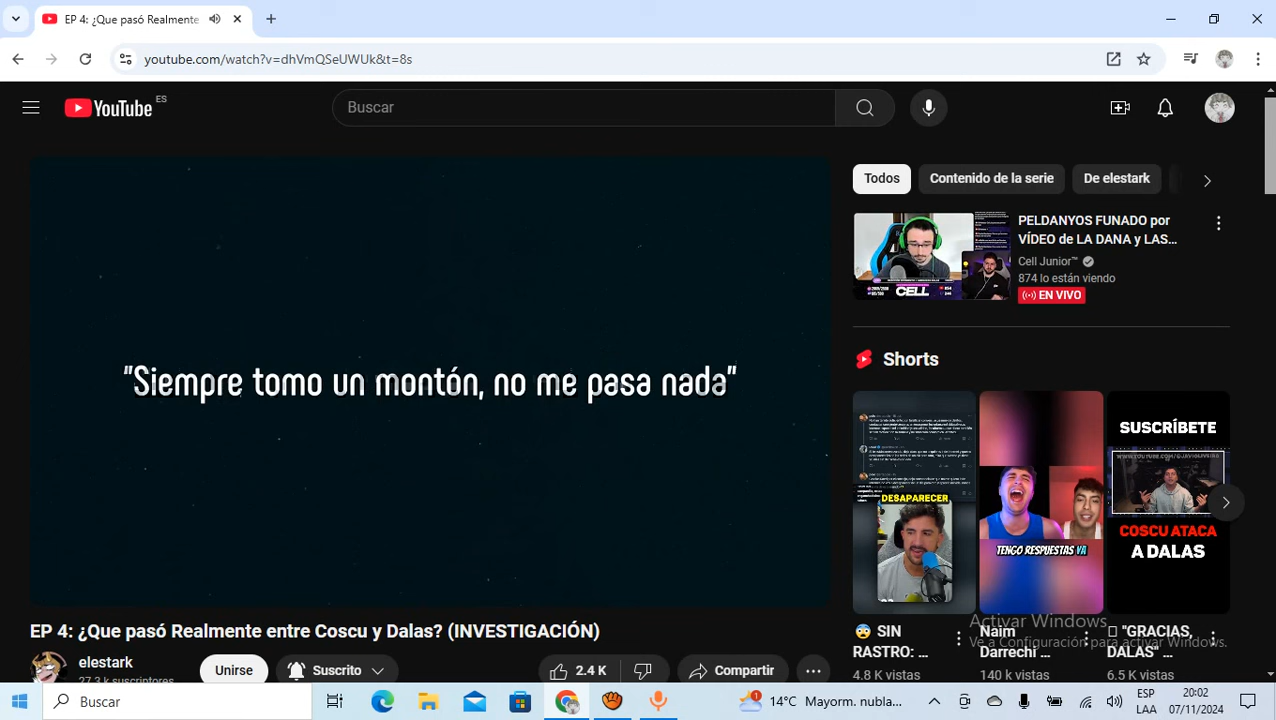 EP 4: ¿Que pasó Realmente
youtube.com/watch?v=dhVmQSeUWUk&t=8s
YouTube ES
Buscar
"Siempre tomo un montón, no me pasa nada"
EP 4: ¿Que pasó Realmente entre Coscu y Dalas? (INVESTIGACIÓN)
elestark
27.3 k suscriptores
Unirse
Suscrito
2.4 K
Compartir
Todos
Contenido de la serie
De elestark
PELDANYOS FUNADO por
VÍDEO de LA DANA y LAS...
Cell Junior™
874 lo están viendo
EN VIVO
CELL
Shorts
DESAPARECER
TENGO RESPUESTAS YA
SUSCRÍBETE
COSCU ATACA
A DALAS
😨 SIN
RASTRO: ...
4.8 K vistas
Naim
Darrechi ...
140 k vistas
"GRACIAS,
DALAS" ...
6.5 K vistas
Activar Windows
Ve a Configuración para activar Windows.
Buscar
14°C Mayorm. nubla...
ESP
LAA
20:02
07/11/2024